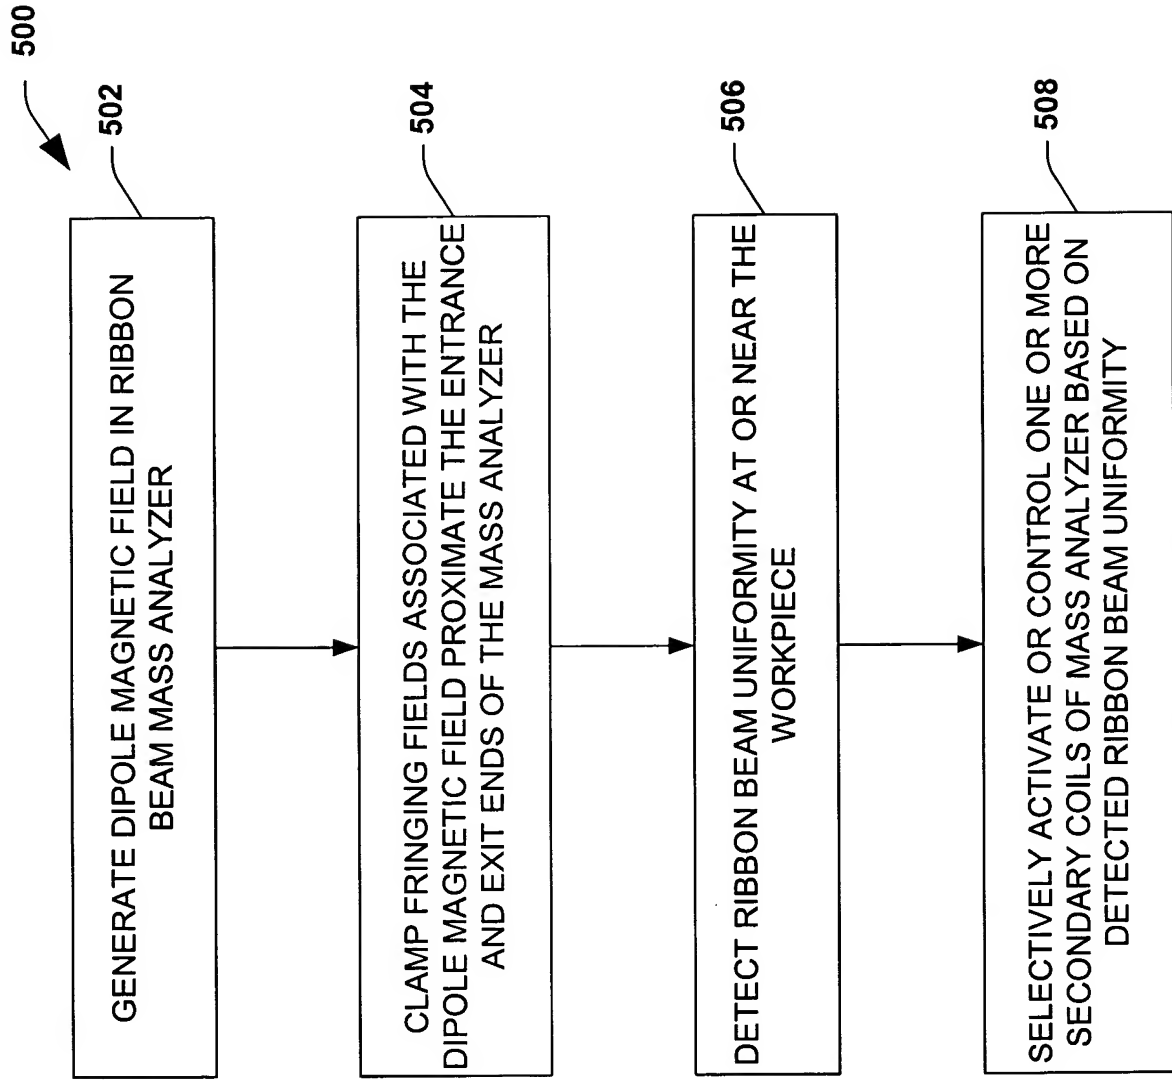 500
502
GENERATE DIPOLE MAGNETIC FIELD IN RIBBON
BEAM MASS ANALYZER
504
CLAMP FRINGING FIELDS ASSOCIATED WITH THE
DIPOLE MAGNETIC FIELD PROXIMATE THE ENTRANCE
AND EXIT ENDS OF THE MASS ANALYZER
506
DETECT RIBBON BEAM UNIFORMITY AT OR NEAR THE
WORKPIECE
508
SELECTIVELY ACTIVATE OR CONTROL ONE OR MORE
SECONDARY COILS OF MASS ANALYZER BASED ON
DETECTED RIBBON BEAM UNIFORMITY